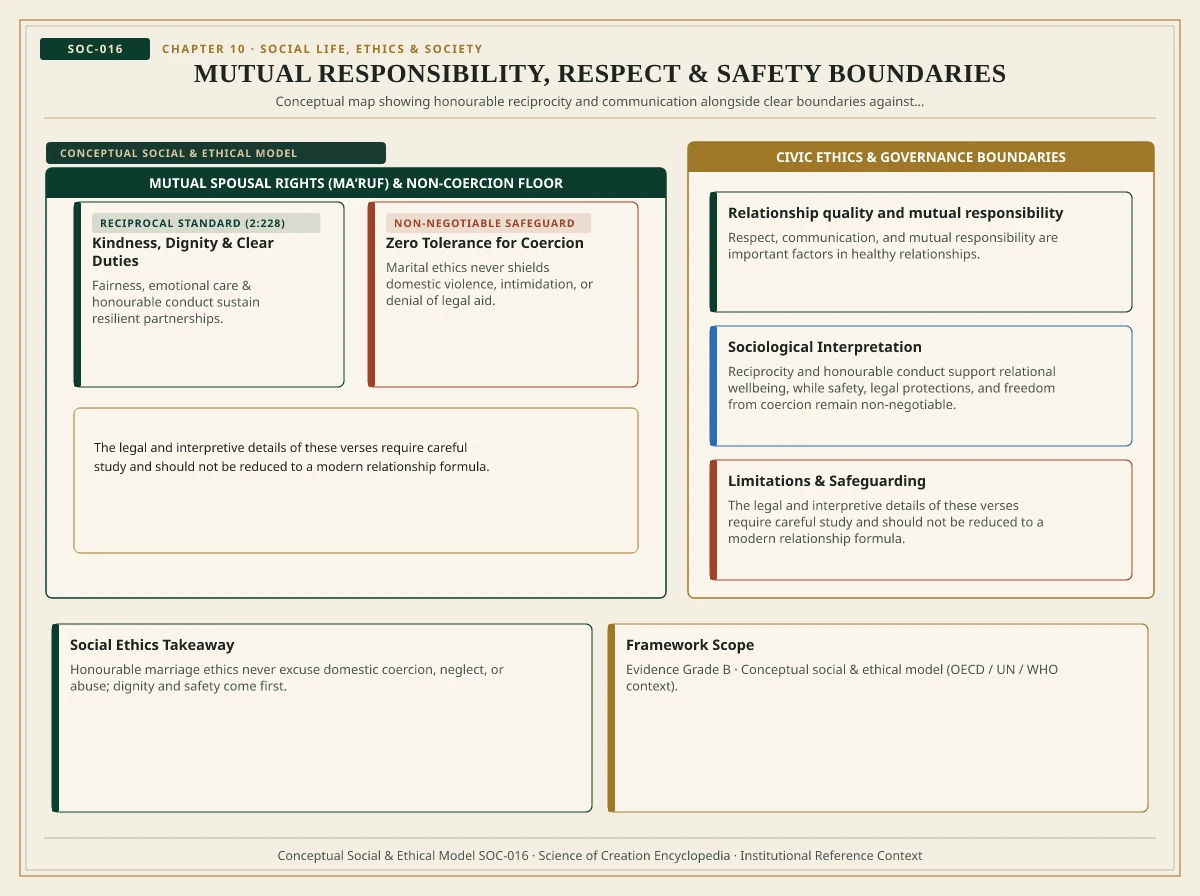 SOC-016
CHAPTER 10 · SOCIAL LIFE, ETHICS & SOCIETY
MUTUAL RESPONSIBILITY, RESPECT & SAFETY BOUNDARIES
Conceptual map showing honourable reciprocity and communication alongside clear boundaries against...
CONCEPTUAL SOCIAL & ETHICAL MODEL
MUTUAL SPOUSAL RIGHTS (MA'RUF) & NON-COERCION FLOOR
RECIPROCAL STANDARD (2:228)
Kindness, Dignity & Clear
Duties
Fairness, emotional care &
honourable conduct sustain
resilient partnerships.
NON-NEGOTIABLE SAFEGUARD
Zero Tolerance for Coercion
Marital ethics never shields
domestic violence, intimidation, or
denial of legal aid.
The legal and interpretive details of these verses require careful
study and should not be reduced to a modern relationship formula.
CIVIC ETHICS & GOVERNANCE BOUNDARIES
Relationship quality and mutual responsibility
Respect, communication, and mutual responsibility are
important factors in healthy relationships.
Sociological Interpretation
Reciprocity and honourable conduct support relational
wellbeing, while safety, legal protections, and freedom
from coercion remain non-negotiable.
Limitations & Safeguarding
The legal and interpretive details of these verses
require careful study and should not be reduced to a
modern relationship formula.
Social Ethics Takeaway
Honourable marriage ethics never excuse domestic coercion, neglect, or
abuse; dignity and safety come first.
Framework Scope
Evidence Grade B · Conceptual social & ethical model (OECD / UN / WHO
context).
Conceptual Social & Ethical Model SOC-016 · Science of Creation Encyclopedia · Institutional Reference Context